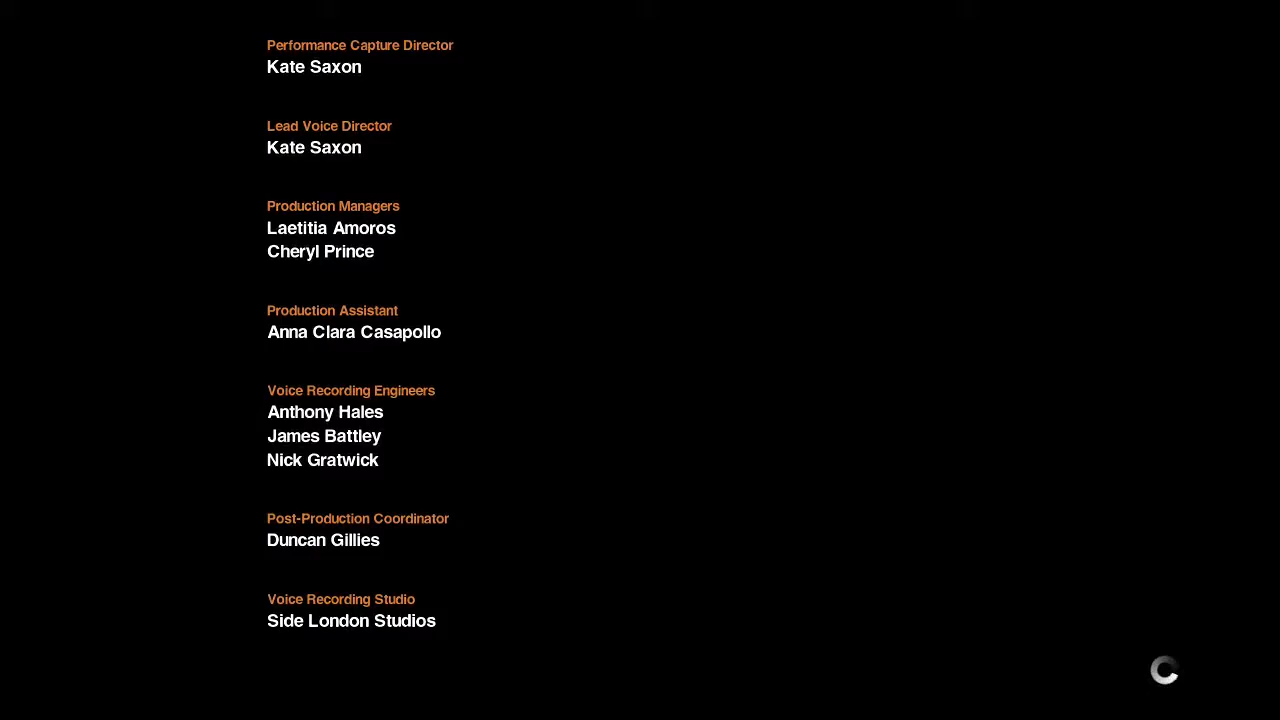 Performance Capture Director
Kate Saxon
Lead Voice Director
Kate Saxon
Production Managers
Laetitia Amoros
Cheryl Prince
Production Assistant
Anna Clara Casapollo
Voice Recording Engineers
Anthony Hales
James Battley
Nick Gratwick
Post-Production Coordinator
Duncan Gillies
Voice Recording Studio
Side London Studios